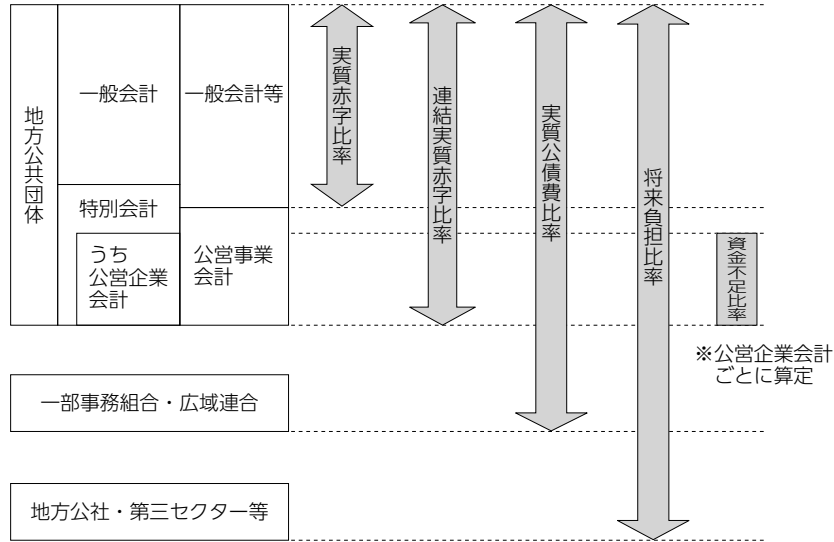 地方公共団体
一般会計
一般会計等
特別会計
うち
公営企業
会計
公営事業
会計
実質赤字比率
連結実質赤字比率
実質公債費比率
将来負担比率
資金不足比率
※公営企業会計
ごとに算定
一部事務組合・広域連合
地方公社・第三セクター等